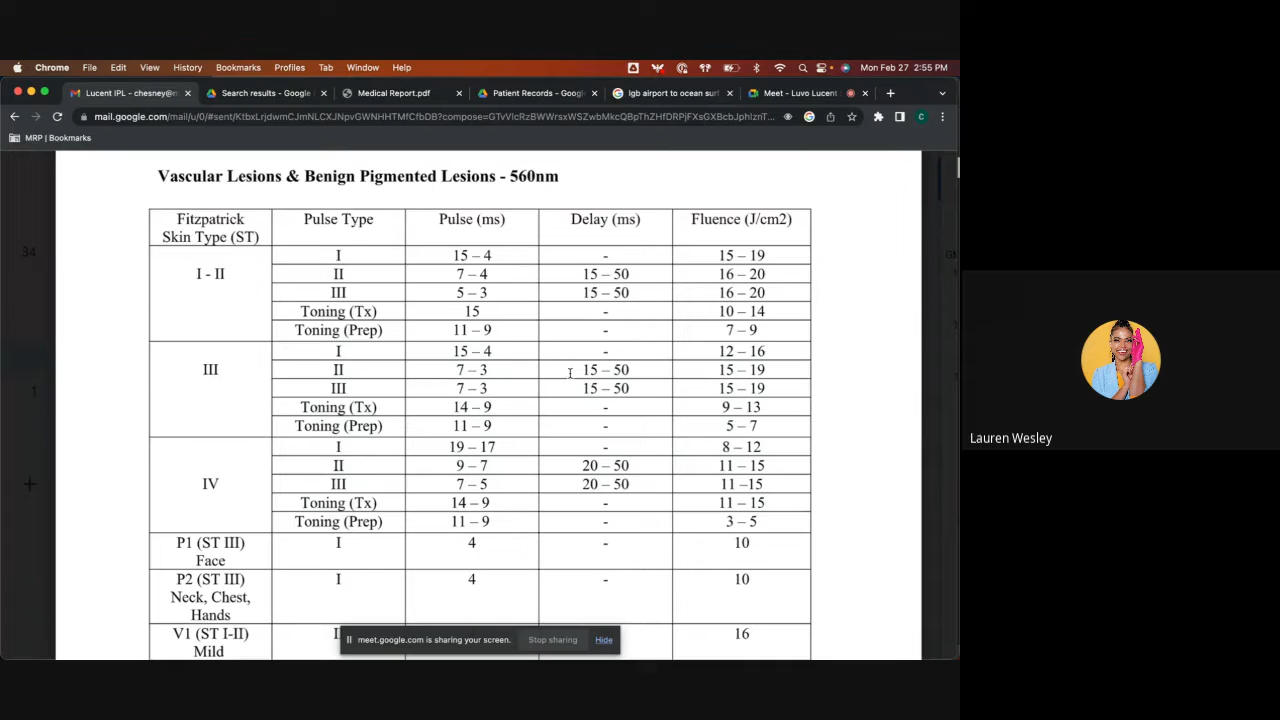 Chrome File Edit View History Bookmarks Profiles Tab Window Help Mon Feb 27 2:55 PM
Lucent IPL - chesney@m Search results - Google Medical Report.pdf Patient Records - Goog lgb airport to ocean surf Meet - Luvo Lucent
MRP | Bookmarks
Vascular Lesions & Benign Pigmented Lesions - 560nm
Fitzpatrick Skin Type (ST) Pulse Type Pulse (ms) Delay (ms) Fluence (J/cm2)
I - II
I 15 – 4 - 15 – 19
II 7 – 4 15 – 50 16 – 20
III 5 – 3 15 – 50 16 – 20
Toning (Tx) 15 - 10 – 14
Toning (Prep) 11 – 9 - 7 – 9
III
I 15 – 4 - 12 – 16
II 7 – 3 15 – 50 15 – 19
III 7 – 3 15 – 50 15 – 19
Toning (Tx) 14 – 9 - 9 – 13
Toning (Prep) 11 – 9 - 5 – 7
IV
I 19 – 17 - 8 – 12
II 9 – 7 20 – 50 11 – 15
III 7 – 5 20 – 50 11 –15
Toning (Tx) 14 – 9 - 11 – 15
Toning (Prep) 11 – 9 - 3 – 5
P1 (ST III) I 4 - 10
Face
P2 (ST III) I 4 - 10
Neck, Chest,
Hands
V1 (ST I-II) 16
Mild
meet.google.com is sharing your screen. Stop sharing Hide
34
1
Lauren Wesley